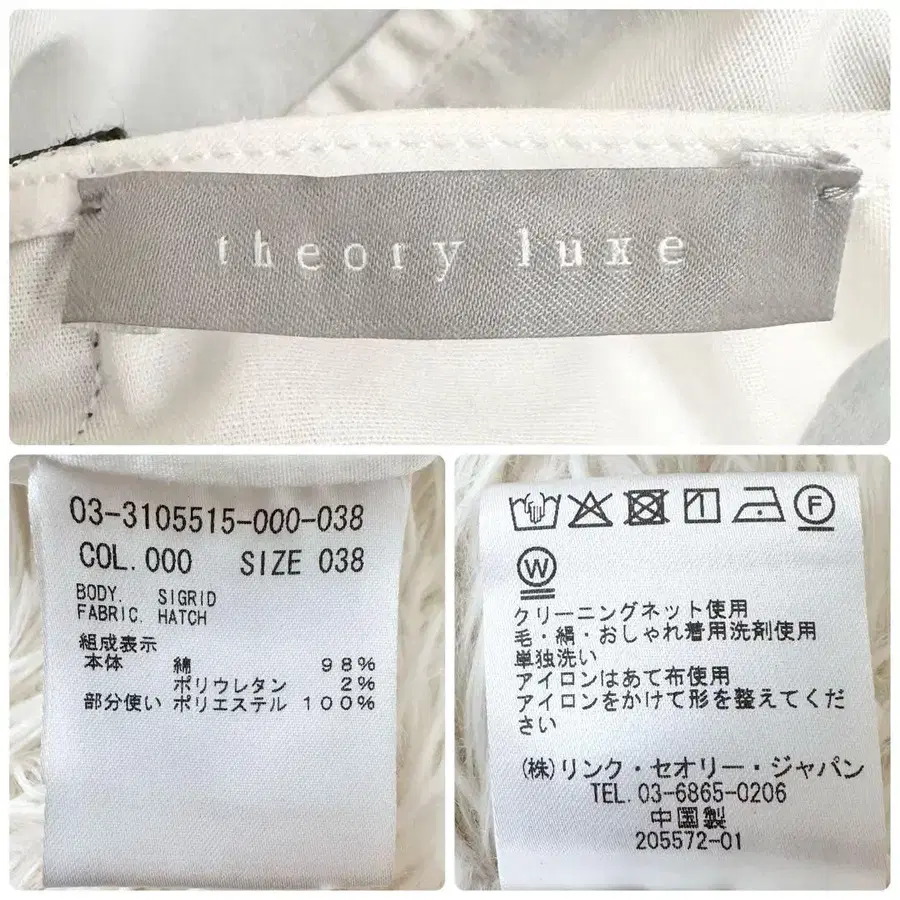 theory luxe
03-3105515-000-038
COL.000 SIZE 038
BODY. SIGRID
FABRIC. HATCH
組成表示
本体 綿 98%
ポリウレタン 2%
部分使い ポリエステル 100%
F
W
クリーニングネット使用
毛・絹・おしゃれ着用洗剤使用
単独洗い
アイロンはあて布使用
アイロンをかけて形を整えてくだ
さい
(株)リンク・セオリー・ジャパン
TEL.03-6865-0206
中国製
205572-01